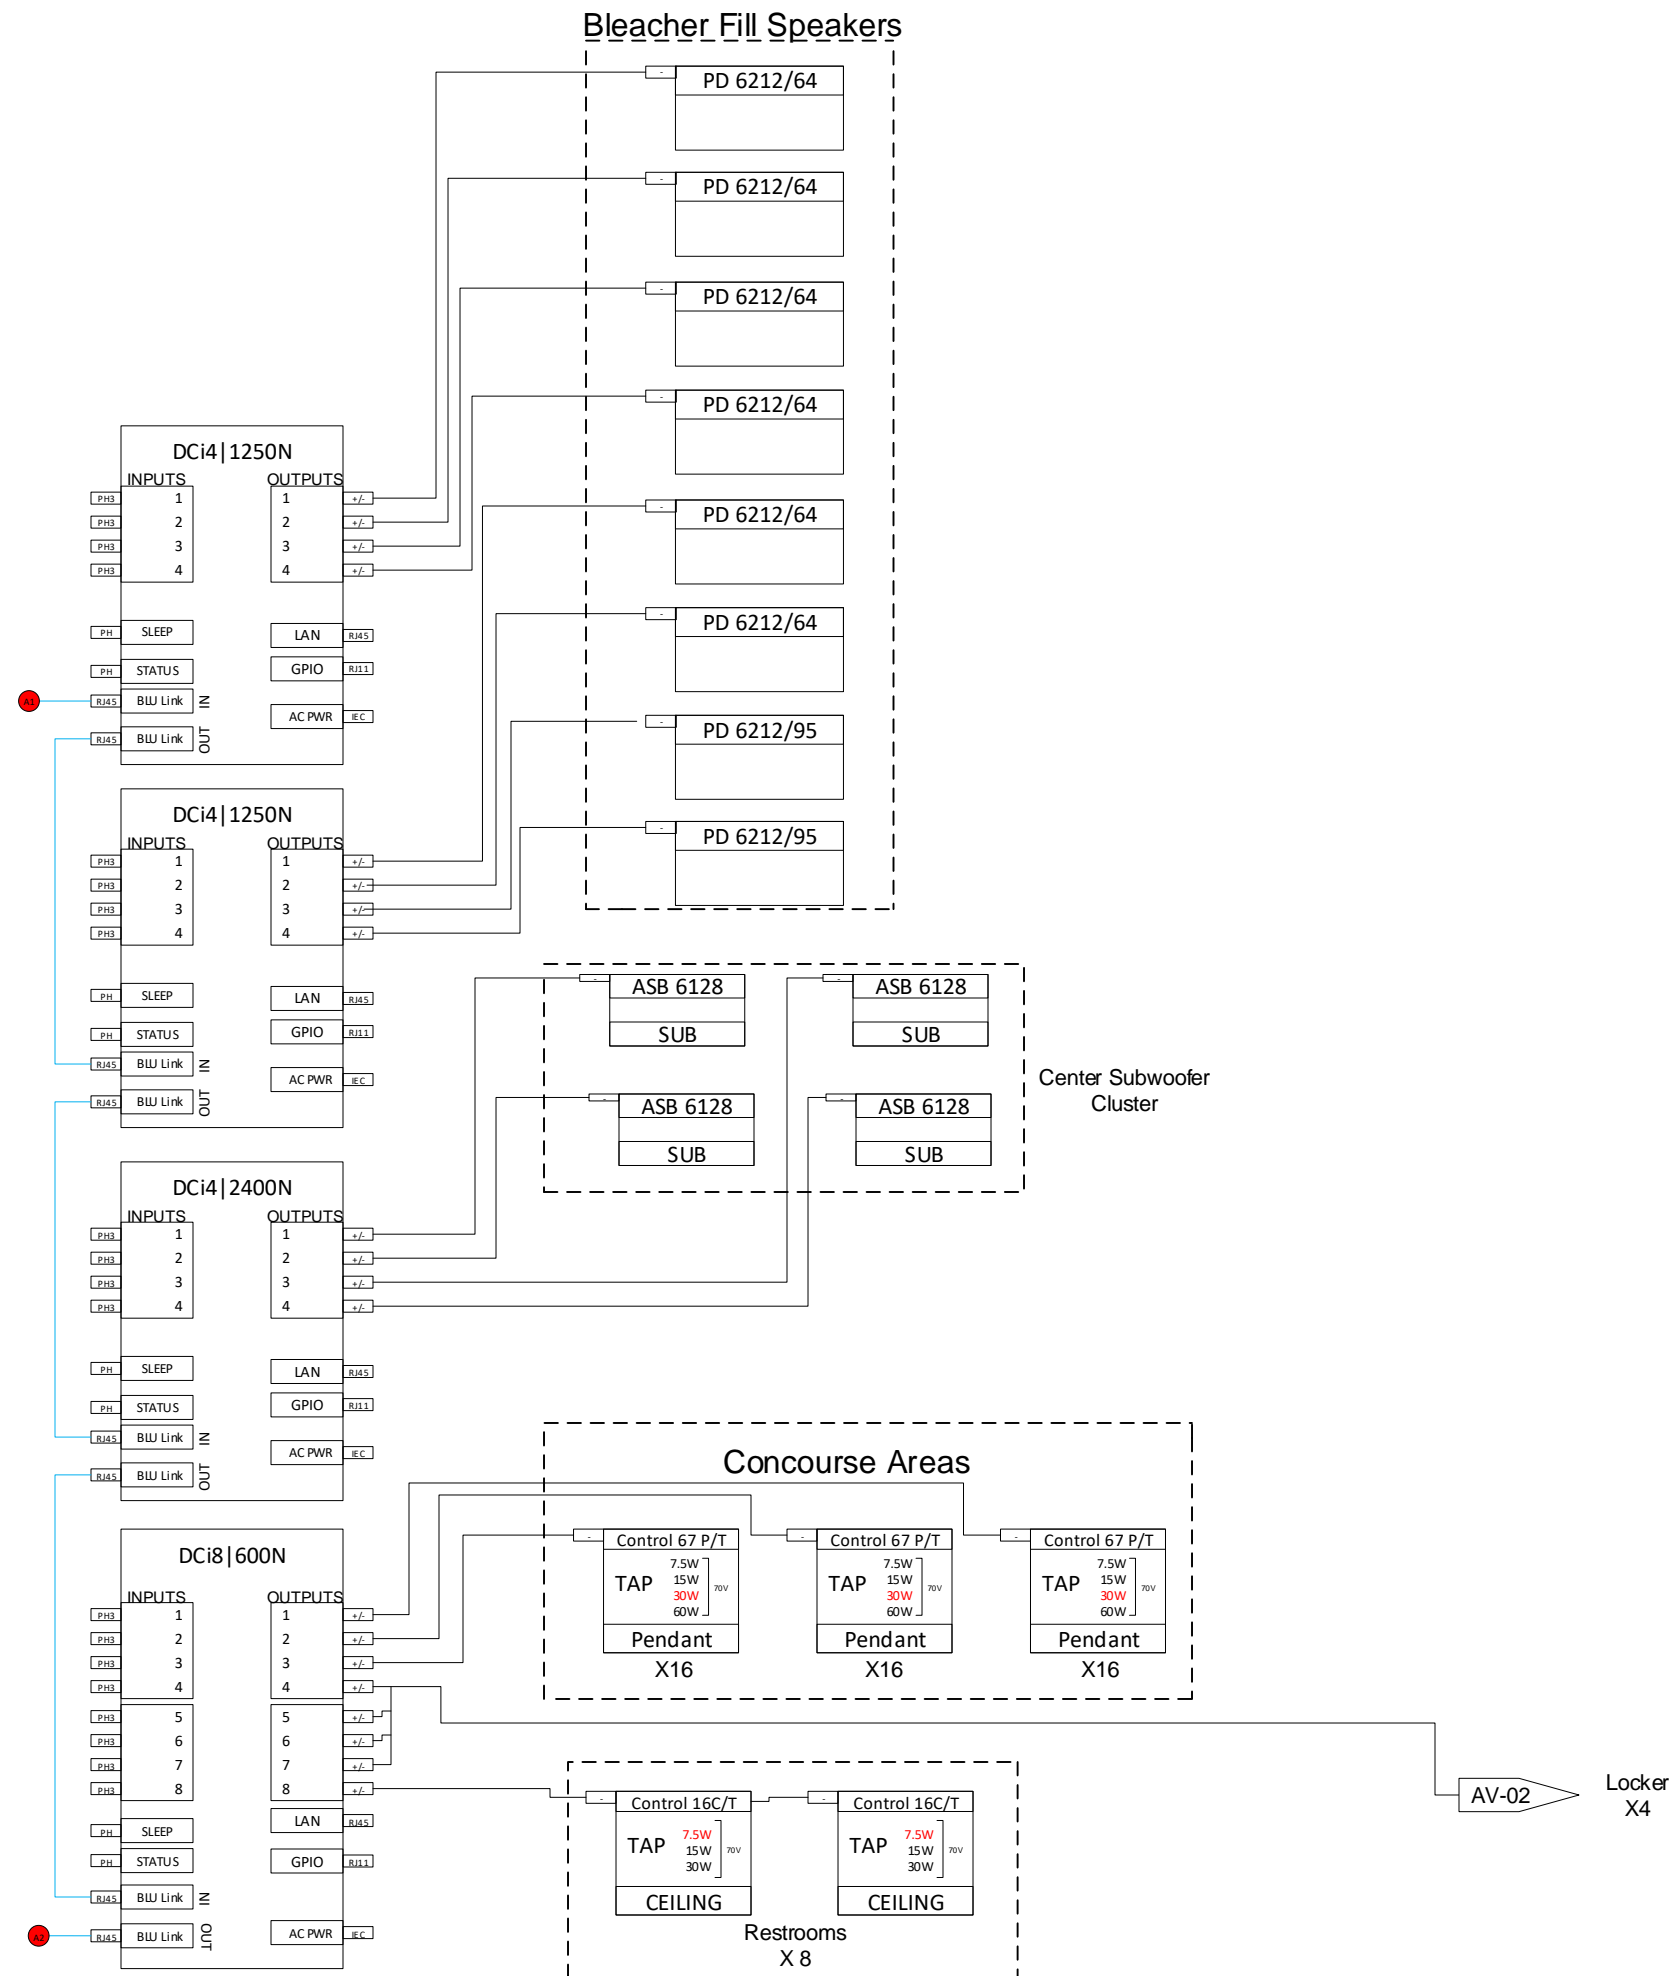 Bleacher Fill Speakers
- PD 6212/64
- PD 6212/64
- PD 6212/64
- PD 6212/64
- PD 6212/64
- PD 6212/64
- PD 6212/95
- PD 6212/95
DCi4|1250N
INPUTS OUTPUTS
PH3 1 1 +/-
PH3 2 2 +/-
PH3 3 3 +/-
PH3 4 4 +/-
PH SLEEP LAN RJ45
PH STATUS GPIO RJ11
A1 RJ45 BLU Link IN
AC PWR IEC
RJ45 BLU Link OUT
DCi4|1250N
INPUTS OUTPUTS
PH3 1 1 +/-
PH3 2 2 +/-
PH3 3 3 +/-
PH3 4 4 +/-
PH SLEEP LAN RJ45
PH STATUS GPIO RJ11
RJ45 BLU Link IN
AC PWR IEC
RJ45 BLU Link OUT
- ASB 6128
SUB
- ASB 6128
SUB
- ASB 6128
SUB
- ASB 6128
SUB
Center Subwoofer
Cluster
DCi4|2400N
INPUTS OUTPUTS
PH3 1 1 +/-
PH3 2 2 +/-
PH3 3 3 +/-
PH3 4 4 +/-
PH SLEEP LAN RJ45
PH STATUS GPIO RJ11
RJ45 BLU Link IN
AC PWR IEC
RJ45 BLU Link OUT
Concourse Areas
- Control 67 P/T
TAP
7.5W
15W
30W
60W
70V
Pendant
X16
- Control 67 P/T
TAP
7.5W
15W
30W
60W
70V
Pendant
X16
- Control 67 P/T
TAP
7.5W
15W
30W
60W
70V
Pendant
X16
DCi8|600N
INPUTS OUTPUTS
PH3 1 1 +/-
PH3 2 2 +/-
PH3 3 3 +/-
PH3 4 4 +/-
PH3 5 5 +/-
PH3 6 6 +/-
PH3 7 7 +/-
PH3 8 8 +/-
LAN RJ45
PH SLEEP
PH STATUS GPIO RJ11
RJ45 BLU Link IN
A2 RJ45 BLU Link OUT
AC PWR IEC
AV-02
Locker
X4
- Control 16C/T
TAP
7.5W
15W
30W
70V
CEILING
- Control 16C/T
TAP
7.5W
15W
30W
70V
CEILING
Restrooms
X 8